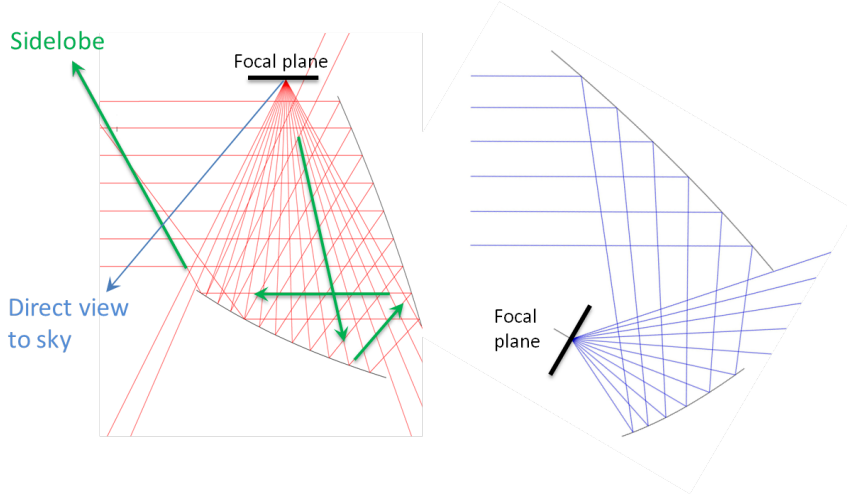 Sidelobe
Focal plane
Direct view
to sky
Focal
plane